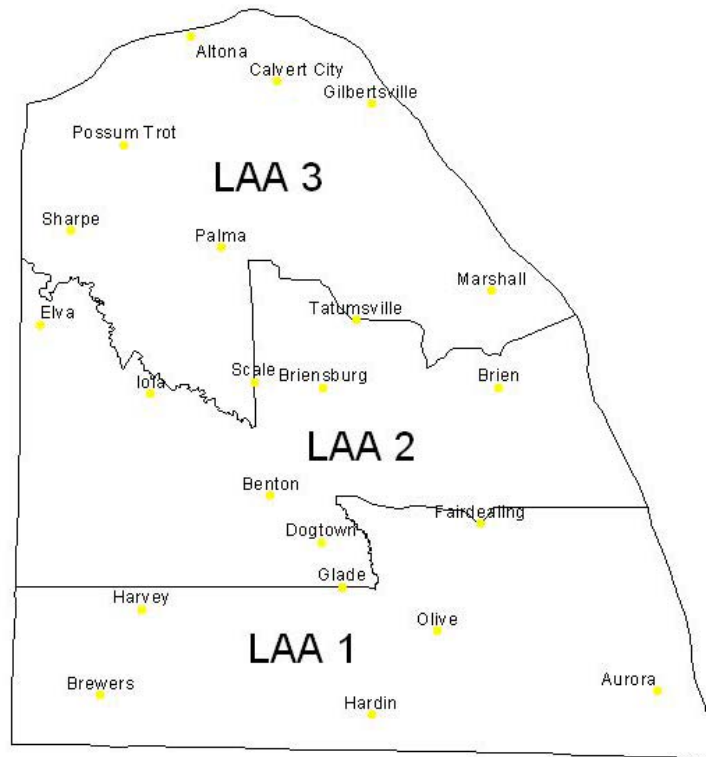 Altona
Calvert City
Gilbertsville
Possum Trot
LAA 3
Sharpe
Palma
Marshall
Elva
Tatumsville
Iola
Scale
Briensburg
Brien
LAA 2
Benton
Fairdealing
Dogtown
Glade
Harvey
Olive
LAA 1
Brewers
Aurora
Hardin